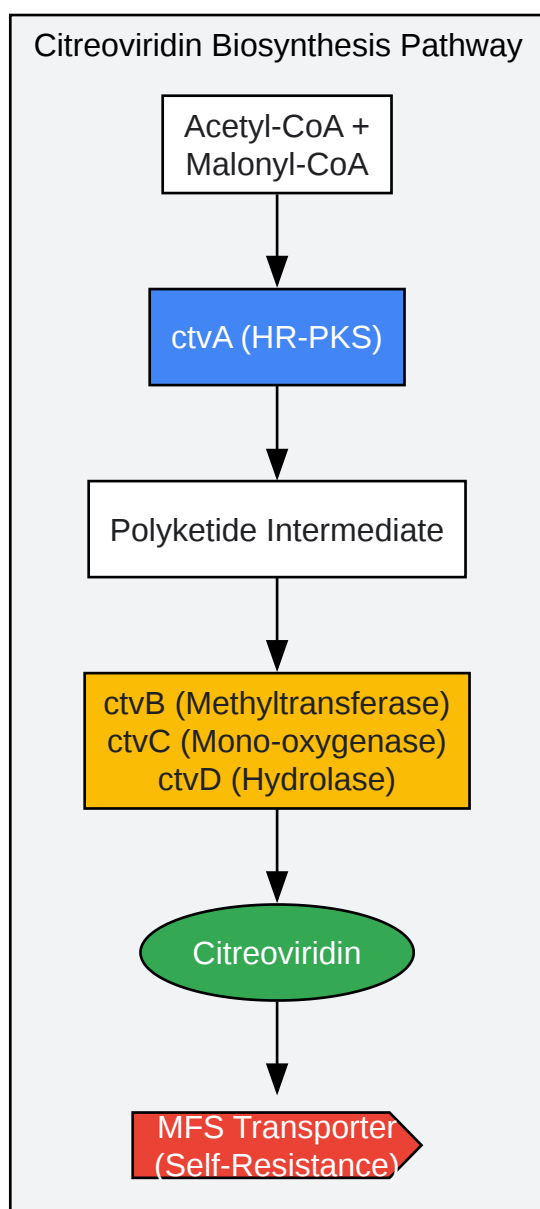 Citreoviridin Biosynthesis Pathway
Acetyl-CoA +
Malonyl-CoA
ctvA (HR-PKS)
Polyketide Intermediate
ctvB (Methyltransferase)
ctvC (Mono-oxygenase)
ctvD (Hydrolase)
Citreoviridin
MFS Transporter
(Self-Resistance)